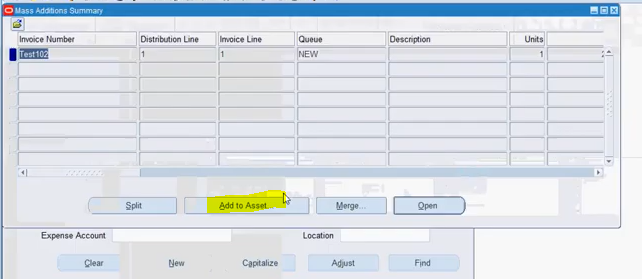 Mass Additions Summary
Invoice Number Distribution Line Invoice Line Queue Description Units
Test102 1 1 NEW 1
Split Add to Asset... Merge... Open
Expense Account Location
Clear New Capitalize Adjust Find